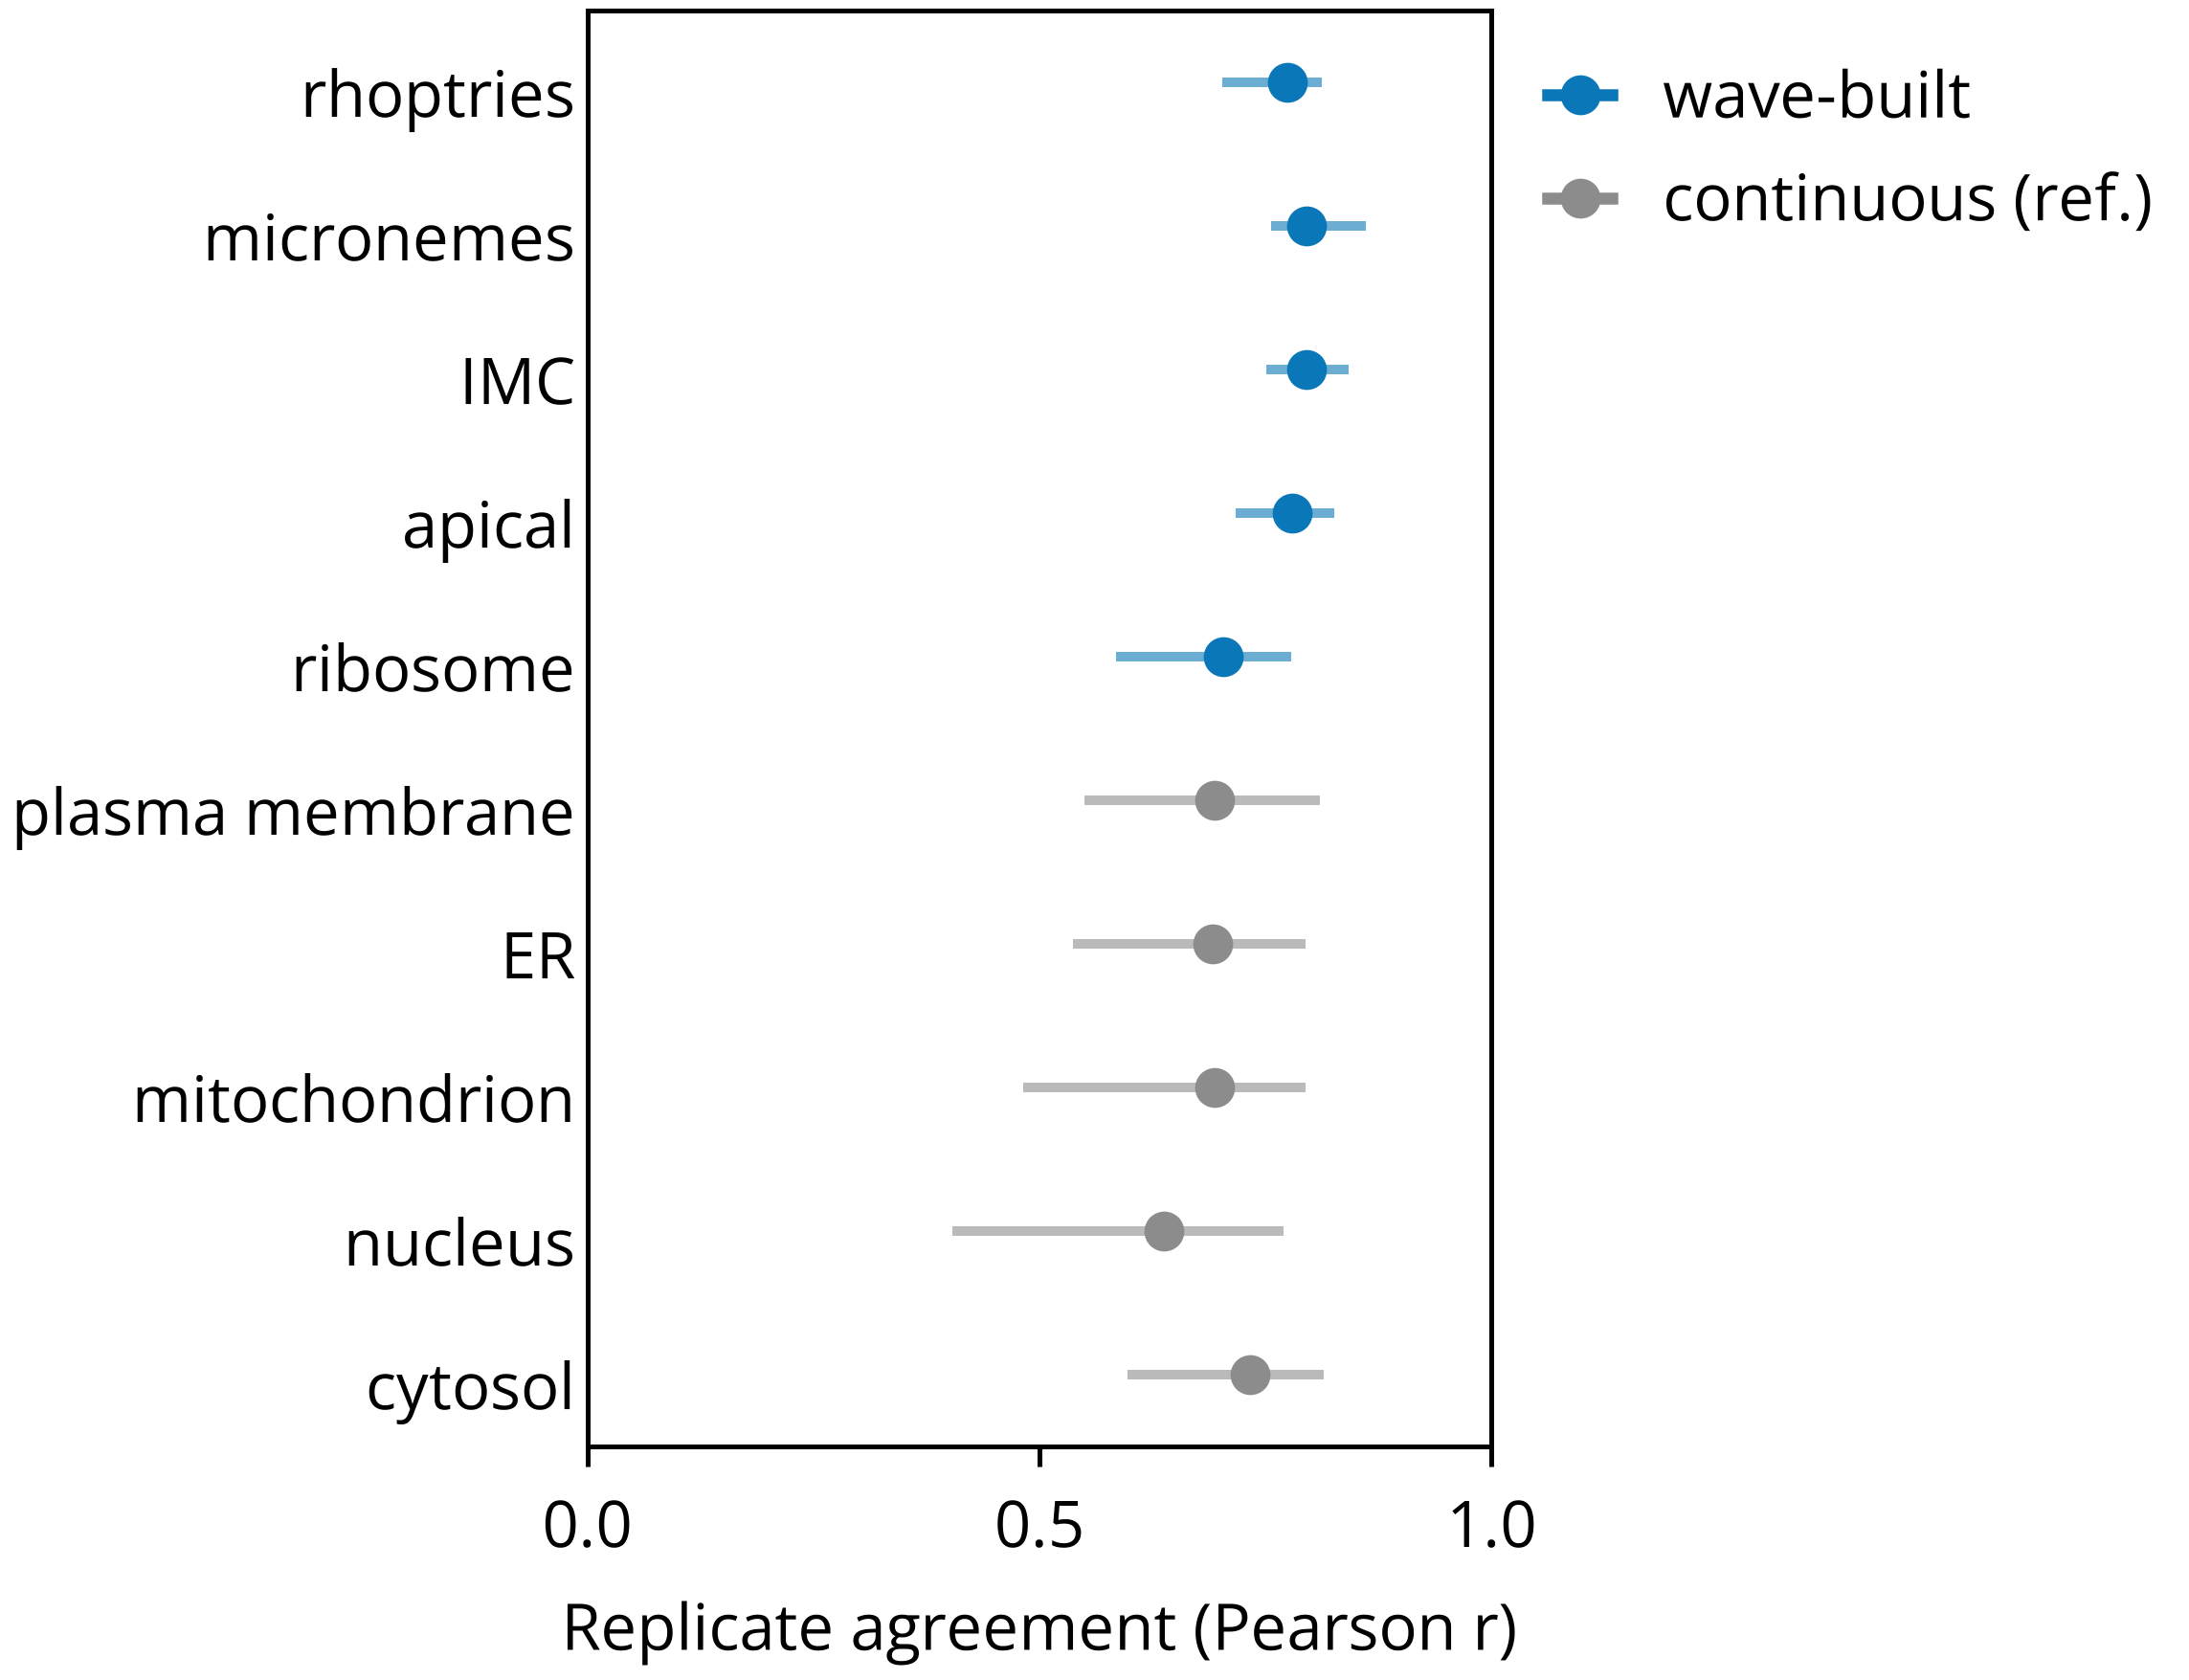 rhoptries
micronemes
IMC
apical
ribosome
plasma membrane
ER
mitochondrion
nucleus
cytosol
0.0 0.5 1.0
Replicate agreement (Pearson r)
wave-built
continuous (ref.)